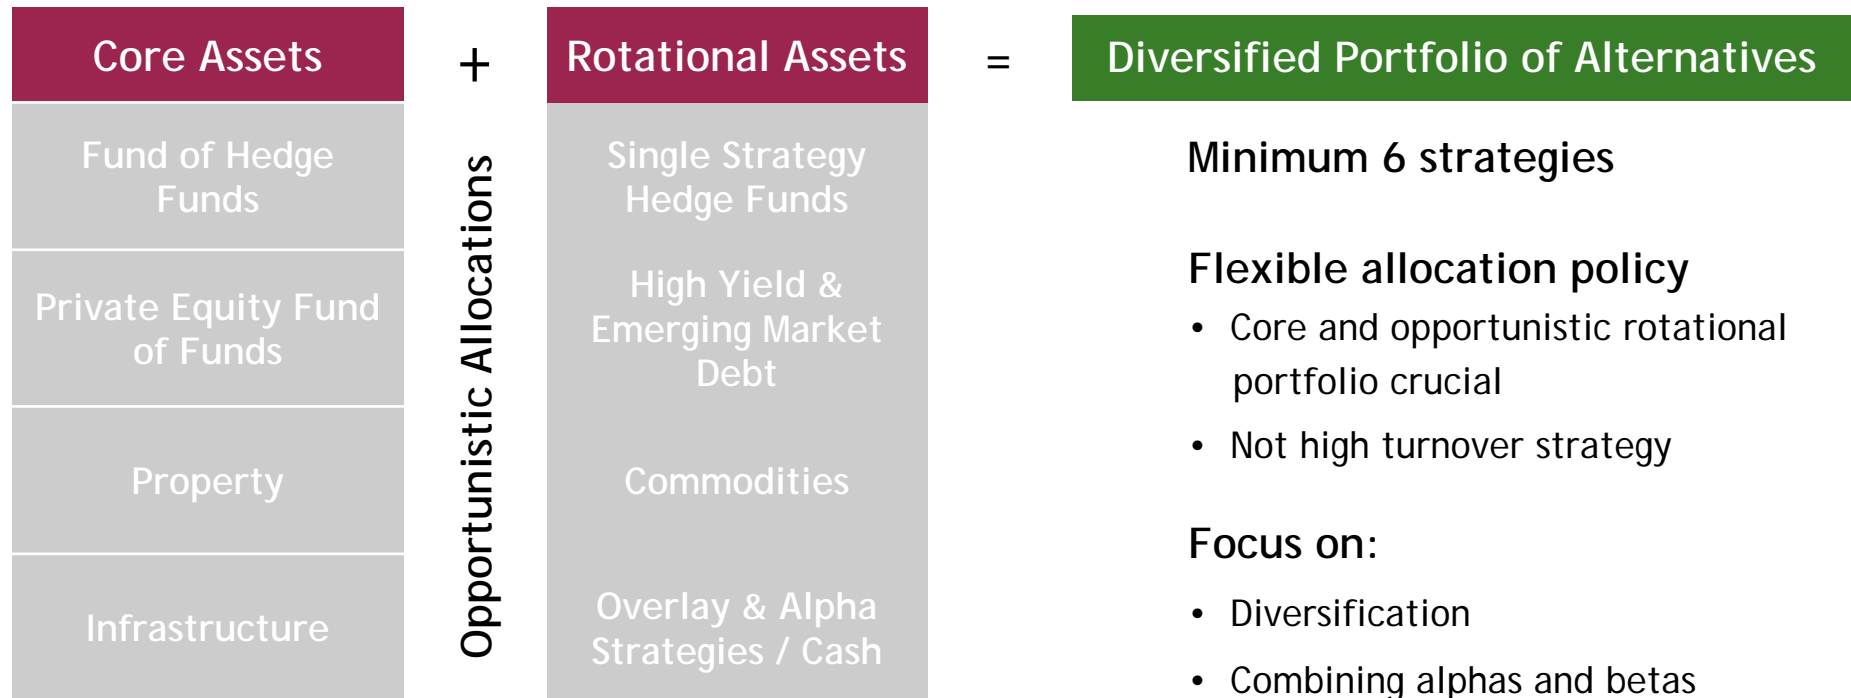 Core Assets
+
Rotational Assets
=
Diversified Portfolio of Alternatives
Fund of Hedge
Funds
Private Equity Fund
of Funds
Property
Infrastructure
Opportunistic Allocations
Single Strategy
Hedge Funds
High Yield &
Emerging Market
Debt
Commodities
Overlay & Alpha
Strategies / Cash
Minimum 6 strategies
Flexible allocation policy
• Core and opportunistic rotational
portfolio crucial
• Not high turnover strategy
Focus on:
• Diversification
• Combining alphas and betas